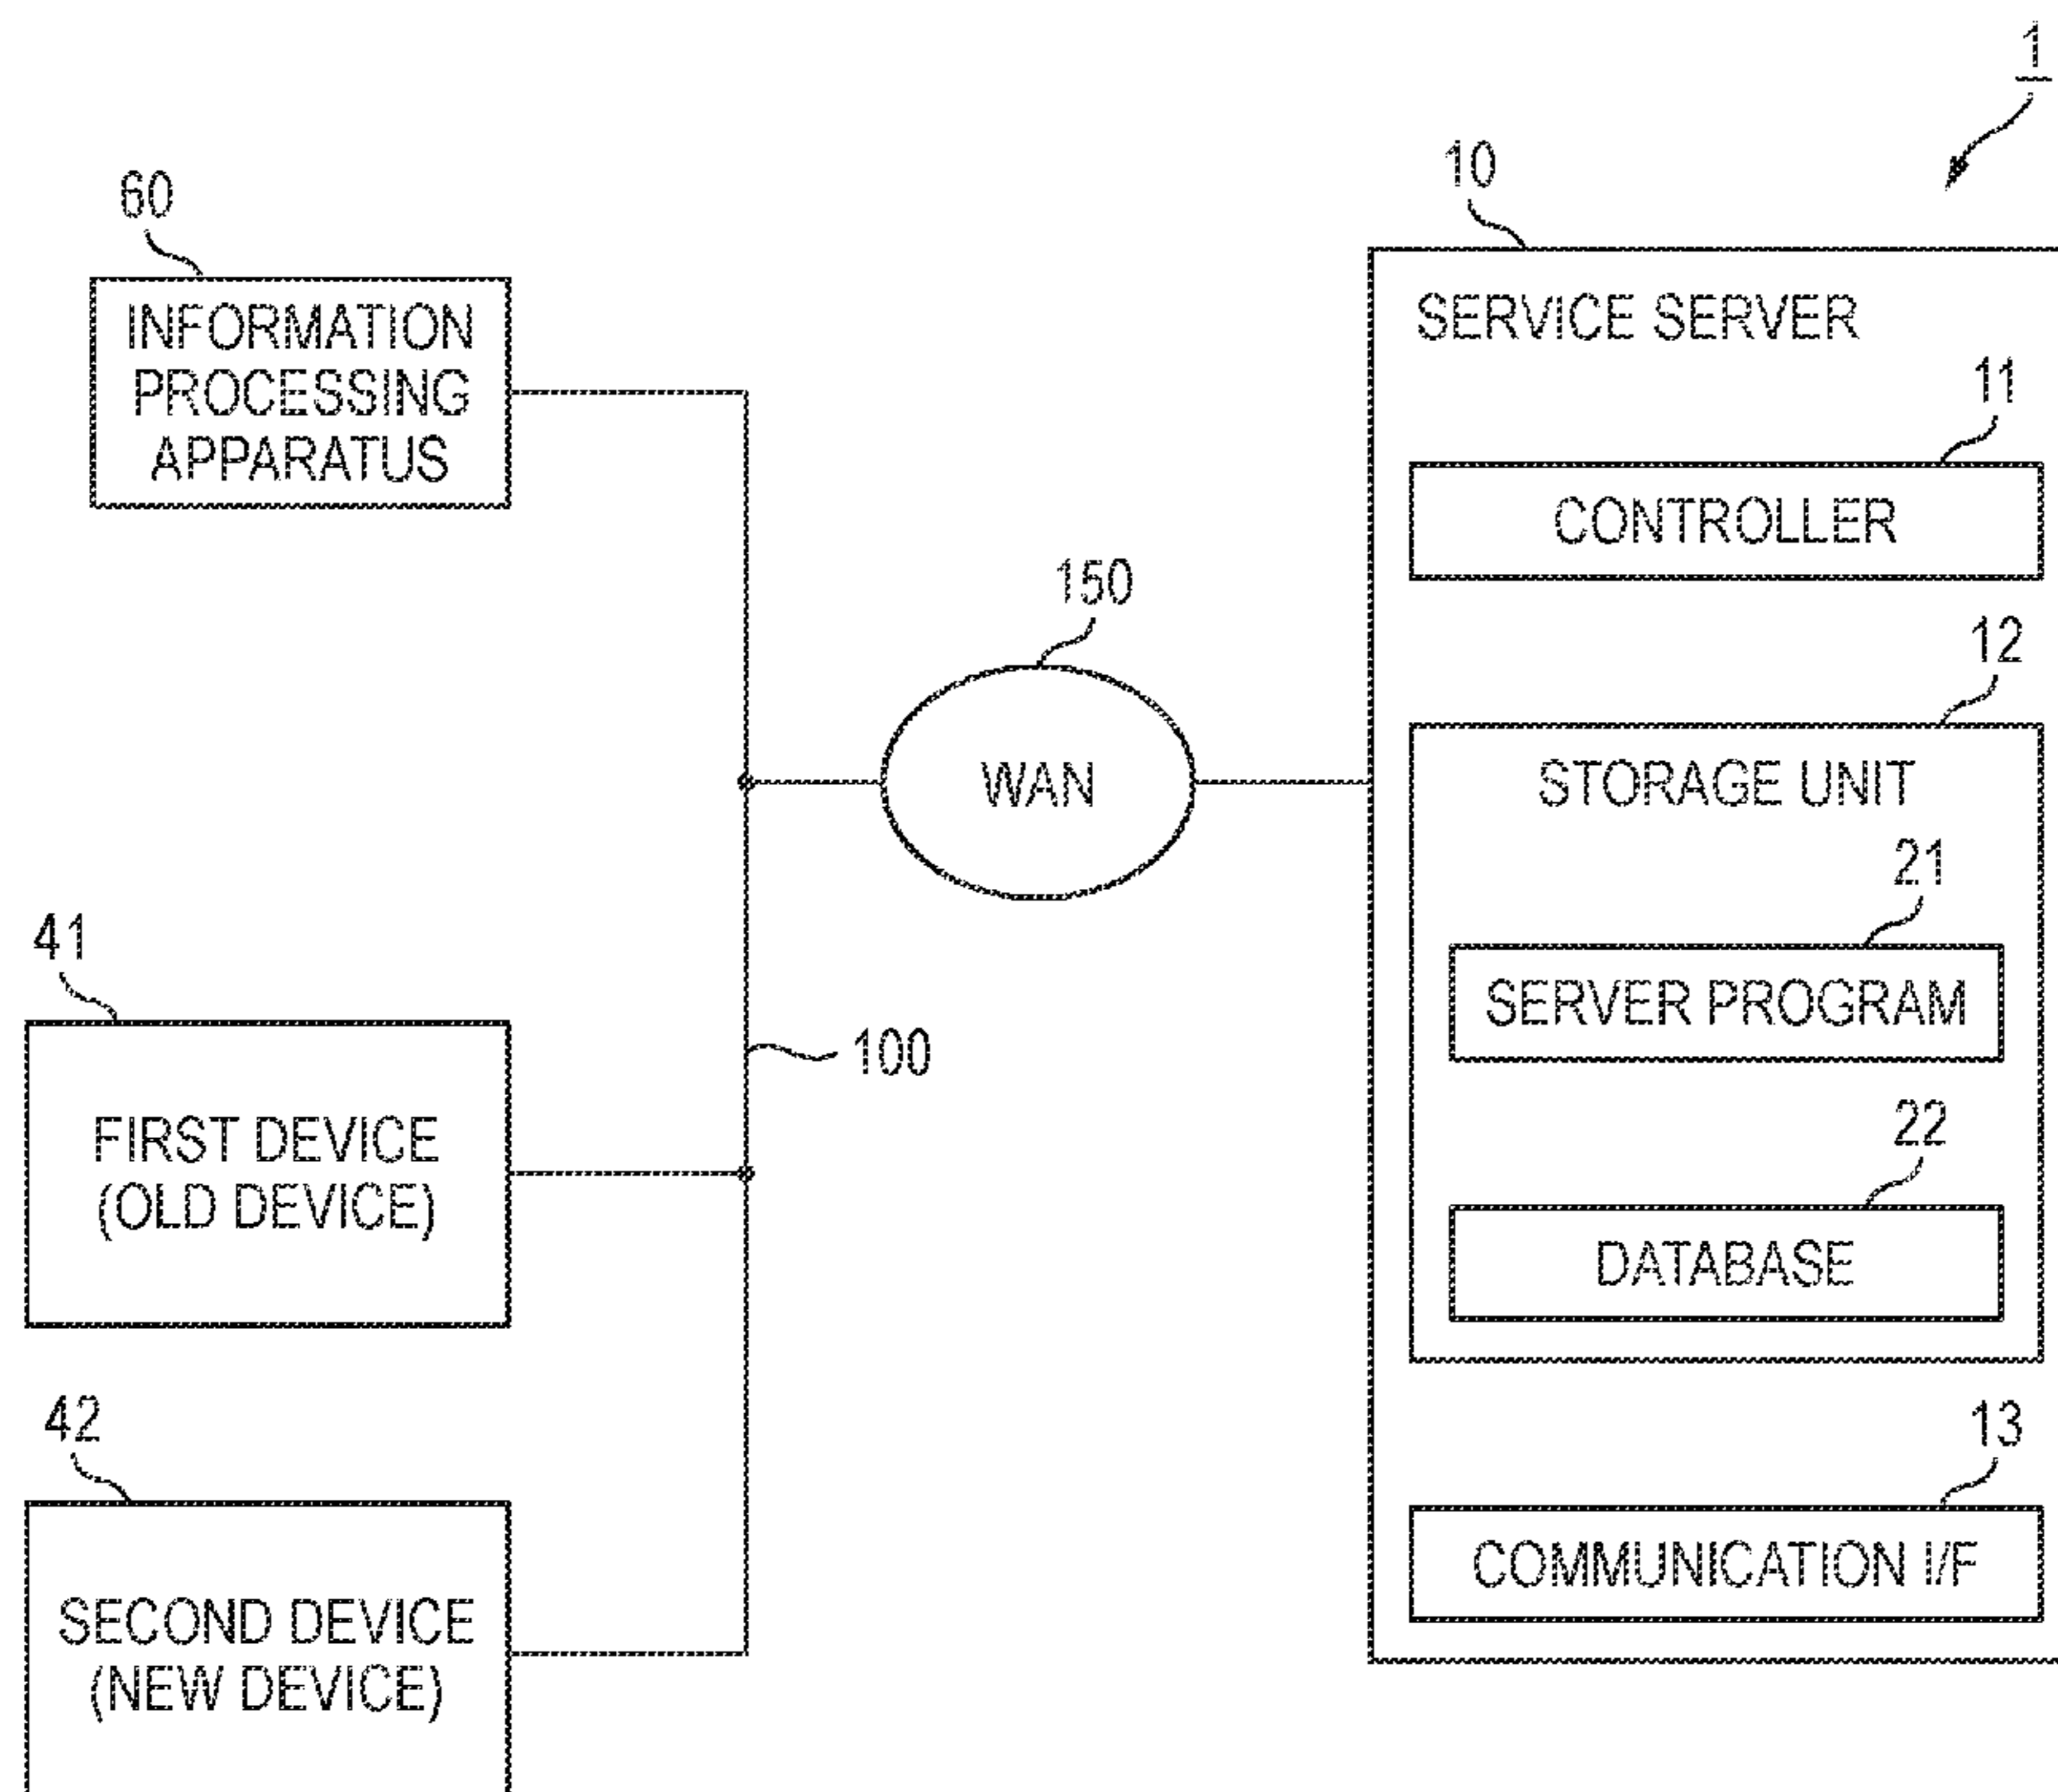 1
10
60
INFORMATION
PROCESSING
APPARATUS
SERVICE SERVER
11
CONTROLLER
150
WAN
12
STORAGE UNIT
21
SERVER PROGRAM
41
FIRST DEVICE
(OLD DEVICE)
100
22
DATABASE
42
SECOND DEVICE
(NEW DEVICE)
13
COMMUNICATION I/F